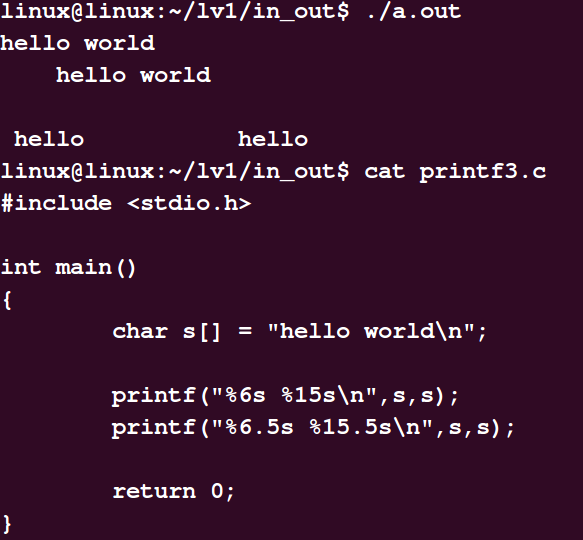 linux@linux:~/lv1/in_out$ ./a.out
hello world
    hello world

 hello           hello
linux@linux:~/lv1/in_out$ cat printf3.c
#include <stdio.h>

int main()
{
        char s[] = "hello world\n";

        printf("%6s %15s\n",s,s);
        printf("%6.5s %15.5s\n",s,s);

        return 0;
}